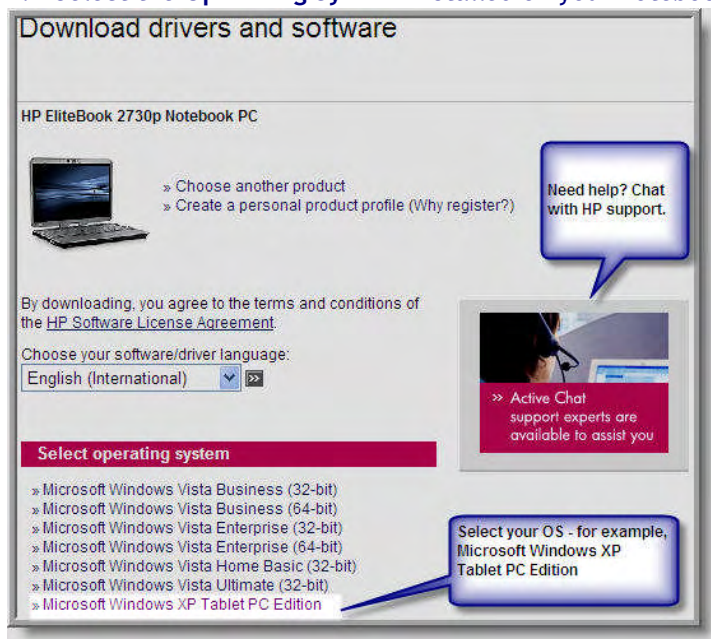 Download drivers and software
HP EliteBook 2730p Notebook PC
» Choose another product
» Create a personal product profile (Why register?)
Need help? Chat
with HP support.
By downloading, you agree to the terms and conditions of
the HP Software License Agreement.
Choose your software/driver language:
English (International)
»
» Active Chat
support experts are
available to assist you
Select operating system
» Microsoft Windows Vista Business (32-bit)
» Microsoft Windows Vista Business (64-bit)
» Microsoft Windows Vista Enterprise (32-bit)
» Microsoft Windows Vista Enterprise (64-bit)
» Microsoft Windows Vista Home Basic (32-bit)
» Microsoft Windows Vista Ultimate (32-bit)
» Microsoft Windows XP Tablet PC Edition
Select your OS - for example,
Microsoft Windows XP
Tablet PC Edition